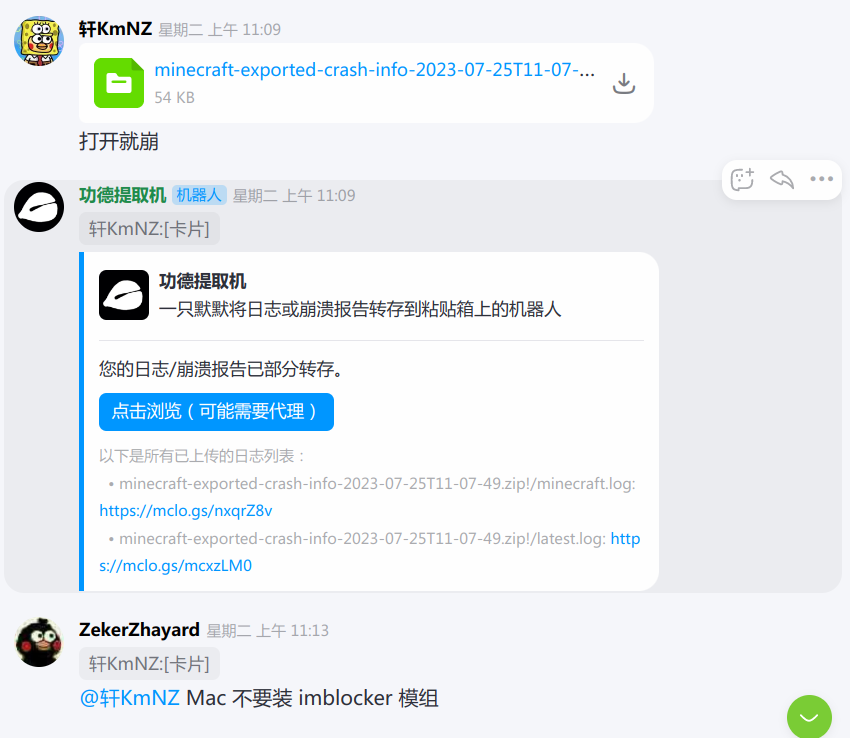 轩KmNZ 星期二 上午 11:09
minecraft-exported-crash-info-2023-07-25T11-07-...
54 KB
打开就崩
功德提取机 机器人 星期二 上午 11:09
轩KmNZ:[卡片]
功德提取机
一只默默将日志或崩溃报告转存到粘贴箱上的机器人
您的日志/崩溃报告已部分转存。
点击浏览（可能需要代理）
以下是所有已上传的日志列表：
• minecraft-exported-crash-info-2023-07-25T11-07-49.zip!/minecraft.log:
https://mclo.gs/nxqrZ8v
• minecraft-exported-crash-info-2023-07-25T11-07-49.zip!/latest.log: http
s://mclo.gs/mcxzLM0
ZekerZhayard 星期二 上午 11:13
轩KmNZ:[卡片]
@轩KmNZ Mac 不要装 imblocker 模组